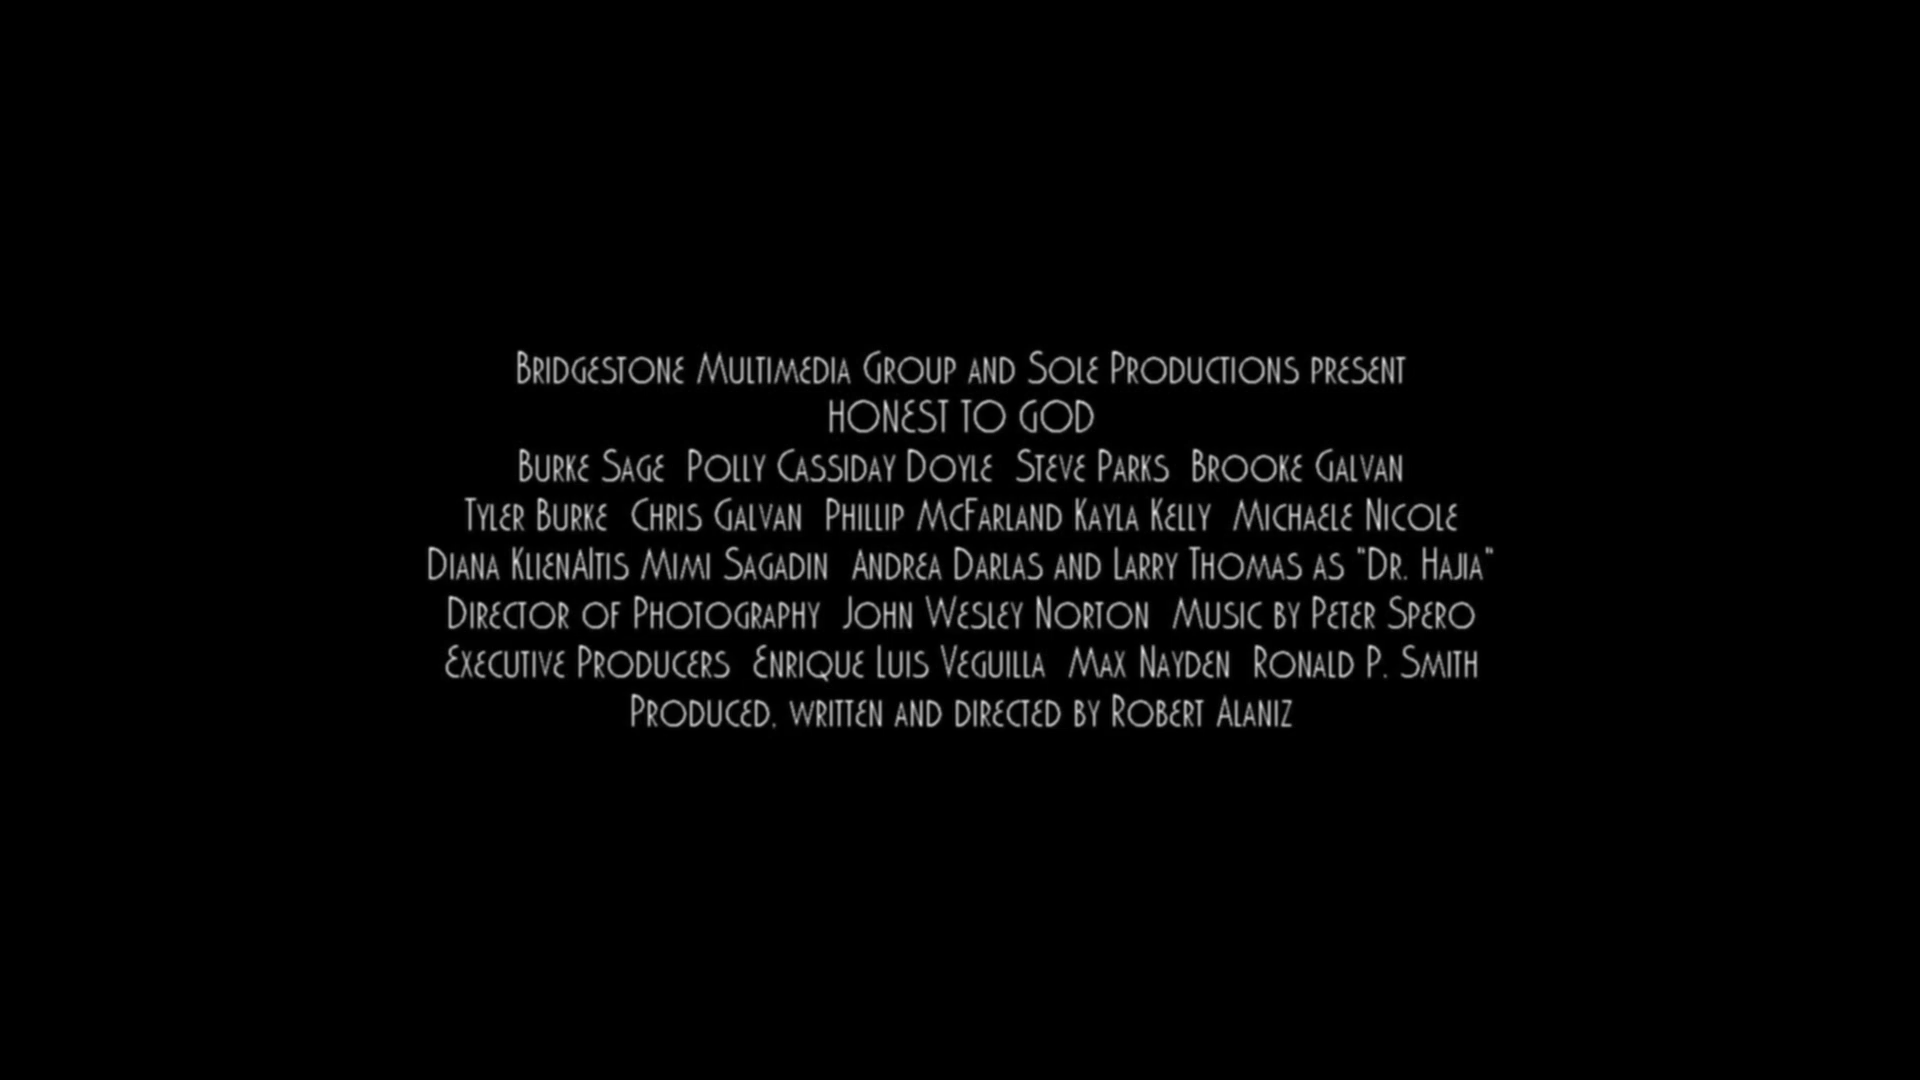 Bridgestone Multimedia Group and Sole Productions present
HONEST TO GOD
Burke Sage Polly Cassiday Doyle Steve Parks Brooke Galvan
Tyler Burke Chris Galvan Phillip McFarland Kayla Kelly Michaele Nicole
Diana KlienAltis Mimi Sagadin Andrea Darlas and Larry Thomas as "Dr. Hajia"
Director of Photography John Wesley Norton Music by Peter Spero
Executive Producers Enrique Luis Veguilla Max Nayden Ronald P. Smith
Produced, written and directed by Robert Alaniz